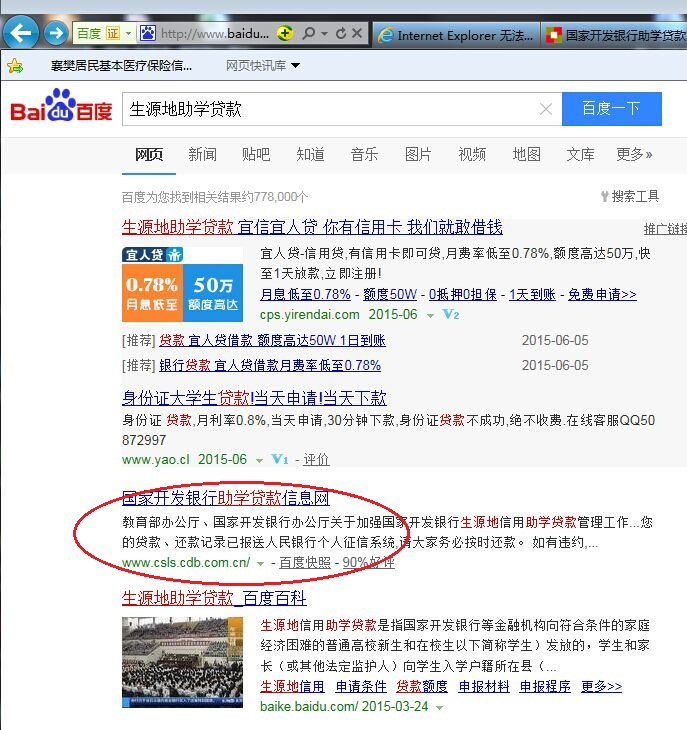 百度 证 http://www.baidu... Internet Explorer 无法... 国家开发银行助学贷款
襄樊居民基本医疗保险信... 网页快讯库
Bai du 百度 生源地助学贷款 百度一下
网页 新闻 贴吧 知道 音乐 图片 视频 地图 文库 更多»
百度为您找到相关结果约778,000个 搜索工具
生源地助学贷款 宜信宜人贷 你有信用卡 我们就敢借钱 推广链接
宜人贷
0.78% 50万
月息低至 额度高达
宜人贷-信用贷,有信用卡即可贷,月费率低至0.78%,额度高达50万,快
至1天放款,立即注册!
月息低至0.78% - 额度50W - 0抵押0担保 - 1天到账 - 免费申请>>
cps.yirendai.com 2015-06 V2
[推荐] 贷款 宜人贷借款 额度高达50W 1日到账 2015-06-05
[推荐] 银行贷款 宜人贷借款月费率低至0.78% 2015-06-05
身份证大学生贷款!当天申请!当天下款
身份证 贷款,月利率0.8%,当天申请,30分钟下款,身份证贷款不成功,绝不收费.在线客服QQ50
872997
www.yao.cl 2015-06 V1 - 评价
国家开发银行助学贷款信息网
教育部办公厅、国家开发银行办公厅关于加强国家开发银行生源地信用助学贷款管理工作...您
的贷款、还款记录已报送人民银行个人征信系统,请大家务必按时还款。 如有违约,...
www.csls.cdb.com.cn/ - 百度快照 - 90%好评
生源地助学贷款_百度百科
生源地信用助学贷款是指国家开发银行等金融机构向符合条件的家庭
经济困难的普通高校新生和在校生以下简称学生）发放的，学生和家
长（或其他法定监护人）向学生入学户籍所在县（...
生源地信用 申请条件 贷款额度 申报材料 申报程序 更多>>
baike.baidu.com/ 2015-03-24